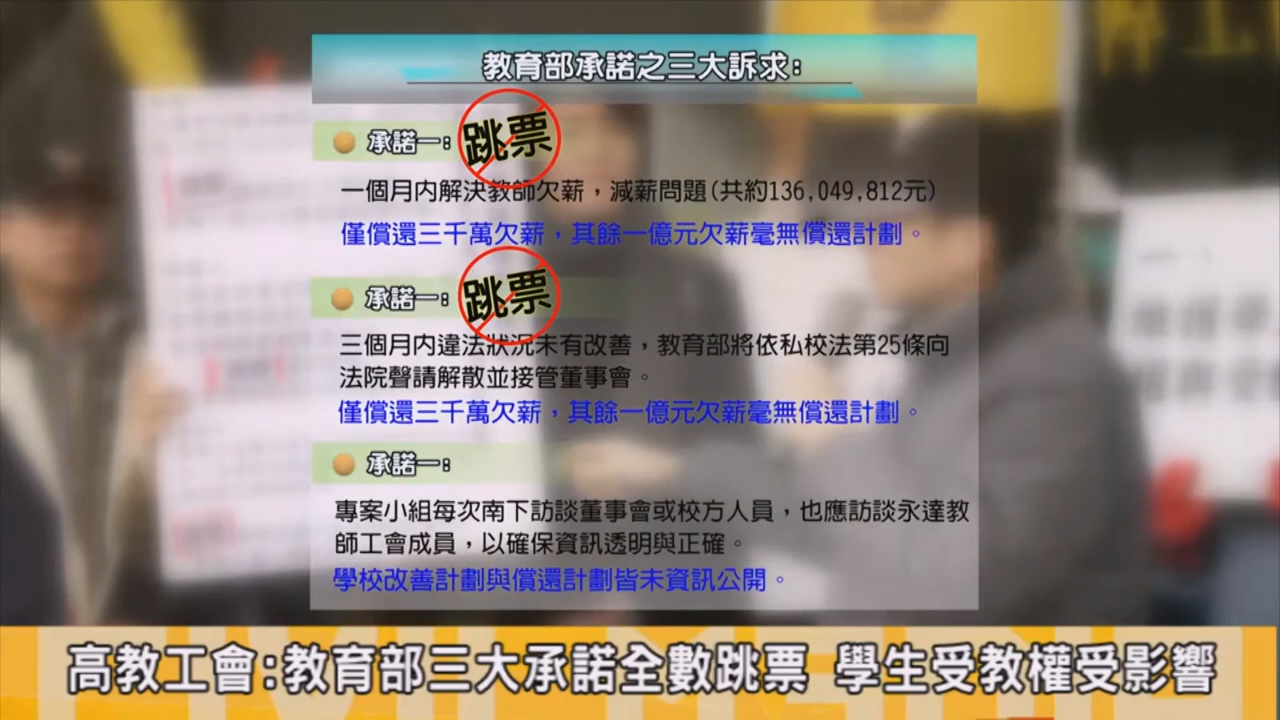 教育部承諾之三大訴求:
承諾一: 跳票
一個月內解決教師欠薪，減薪問題(共約136,049,812元)
僅償還三千萬欠薪，其餘一億元欠薪毫無償還計劃。
承諾一: 跳票
三個月內違法狀況未有改善，教育部將依私校法第25條向
法院聲請解散並接管董事會。
僅償還三千萬欠薪，其餘一億元欠薪毫無償還計劃。
承諾一:
專案小組每次南下訪談董事會或校方人員，也應訪談永達教
師工會成員，以確保資訊透明與正確。
學校改善計劃與償還計劃皆未資訊公開。
高教工會:教育部三大承諾全數跳票 學生受教權受影響